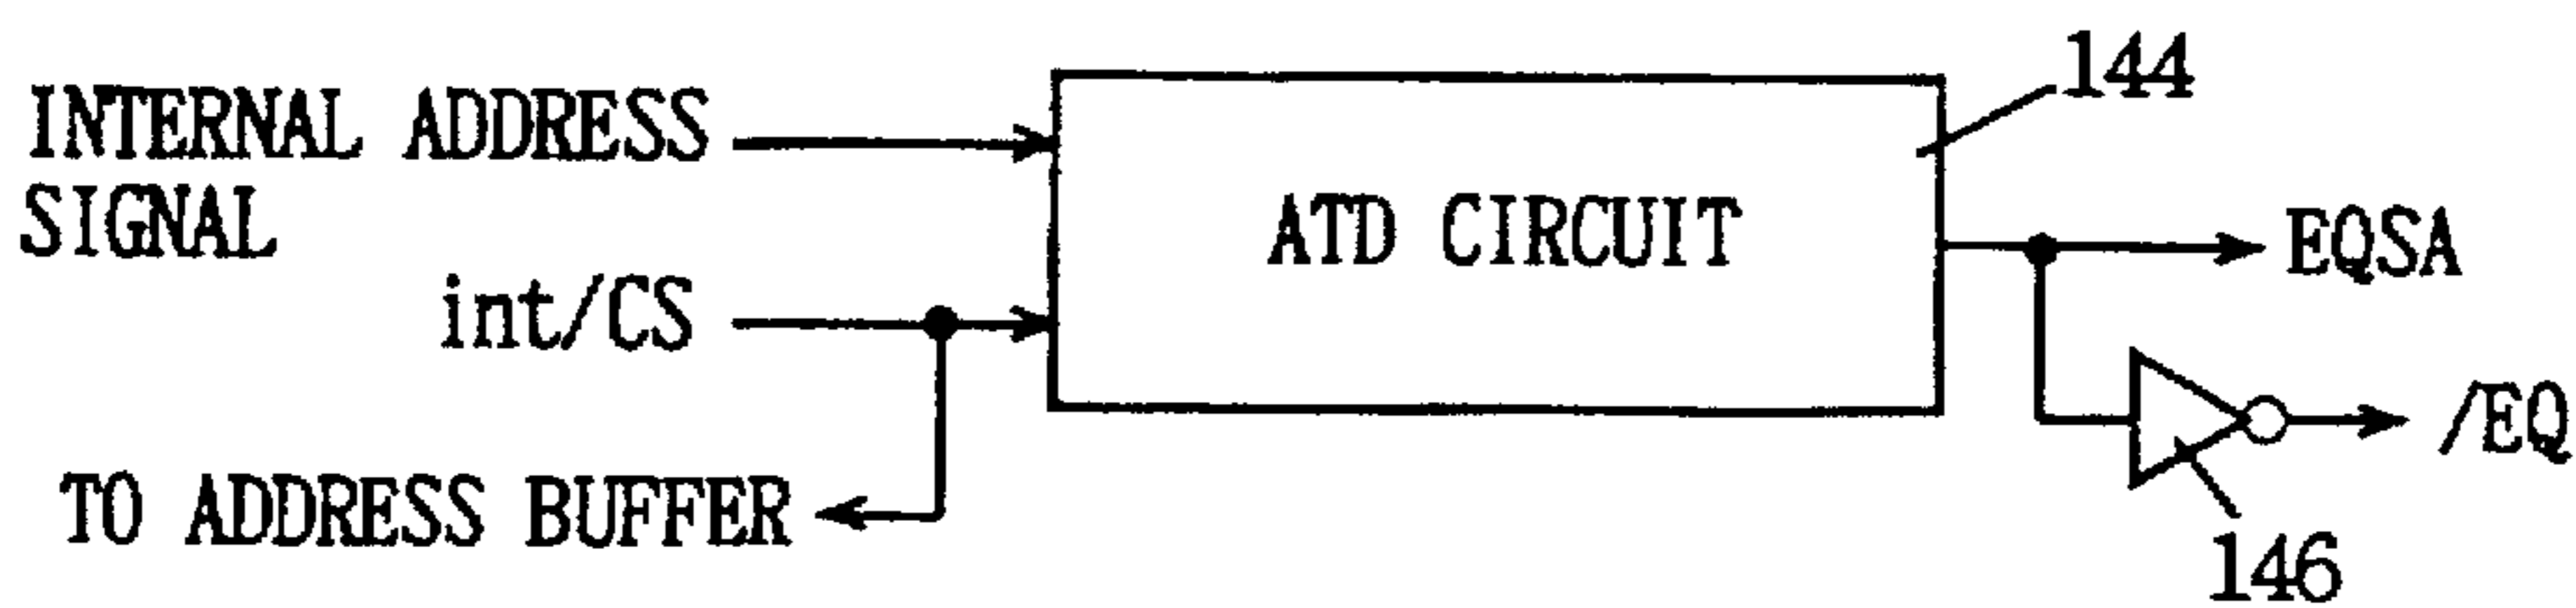 144
INTERNAL ADDRESS
SIGNAL
ATD CIRCUIT
EQSA
int/CS
/EQ
TO ADDRESS BUFFER
146